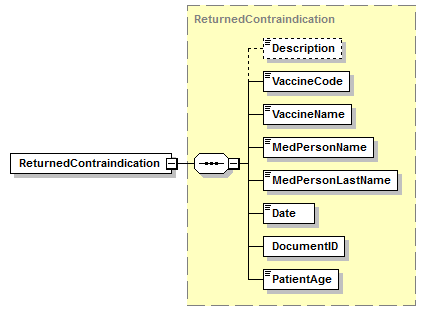 ReturnedContraindication
Description
VaccineCode
VaccineName
MedPersonName
ReturnedContraindication
MedPersonLastName
Date
DocumentID
PatientAge